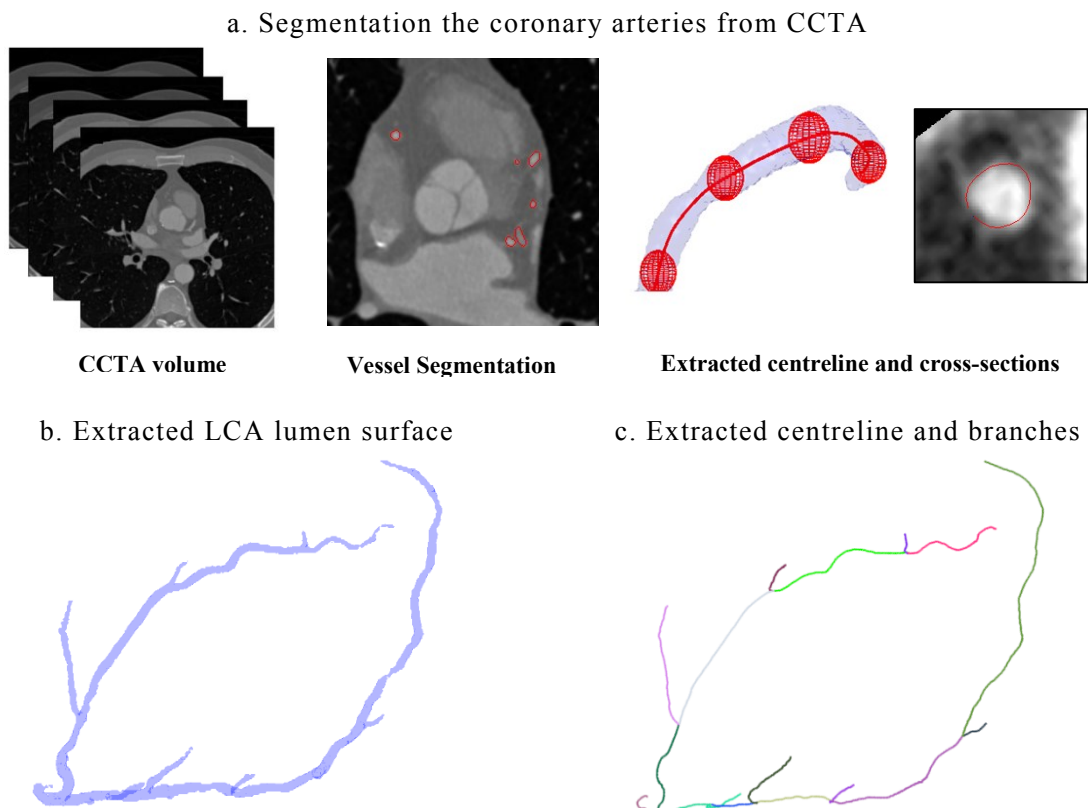 a. Segmentation the coronary arteries from CCTA
CCTA volume
Vessel Segmentation
Extracted centreline and cross-sections
b. Extracted LCA lumen surface
c. Extracted centreline and branches